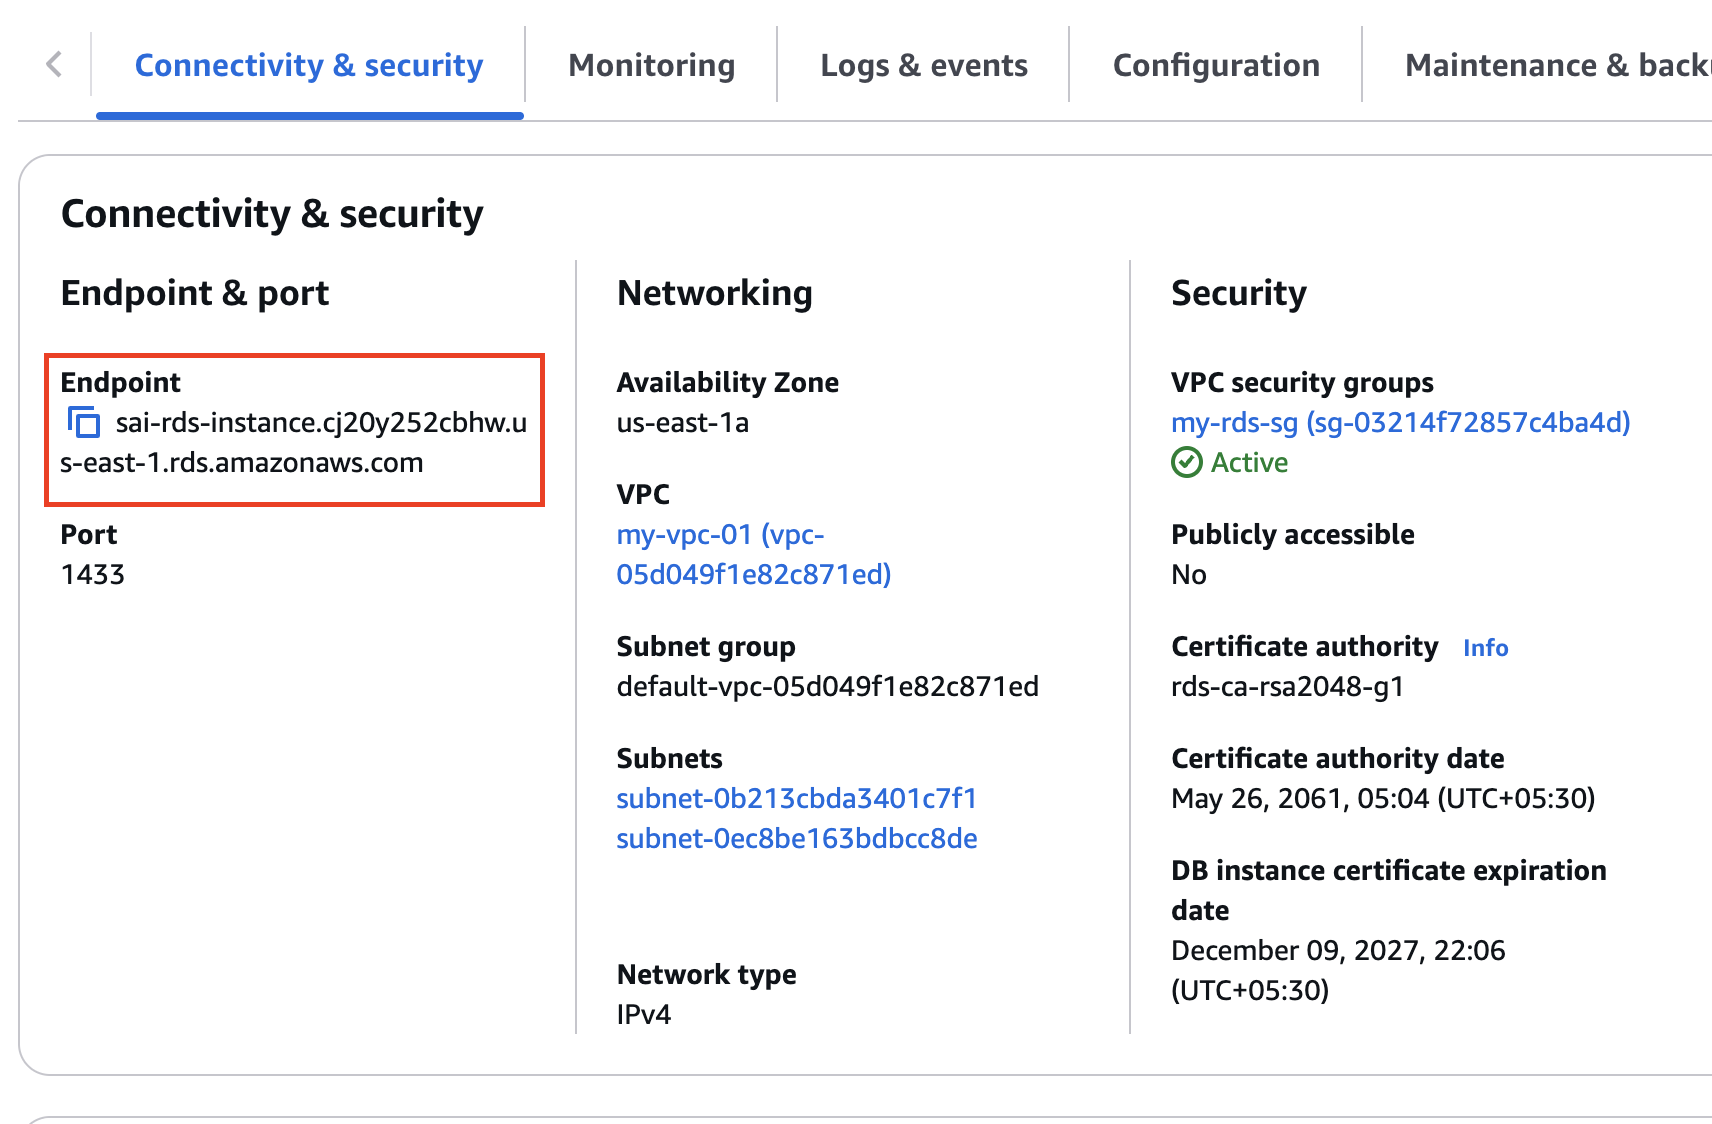 Connectivity & security
Monitoring
Logs & events
Configuration
Maintenance & back
Connectivity & security
Endpoint & port
Endpoint
sai-rds-instance.cj20y252cbhw.u
s-east-1.rds.amazonaws.com
Port
1433
Networking
Availability Zone
us-east-1a
VPC
my-vpc-01 (vpc-
05d049f1e82c871ed)
Subnet group
default-vpc-05d049f1e82c871ed
Subnets
subnet-0b213cbda3401c7f1
subnet-0ec8be163bdbcc8de
Network type
IPv4
Security
VPC security groups
my-rds-sg (sg-03214f72857c4ba4d)
Active
Publicly accessible
No
Certificate authority Info
rds-ca-rsa2048-g1
Certificate authority date
May 26, 2061, 05:04 (UTC+05:30)
DB instance certificate expiration
date
December 09, 2027, 22:06
(UTC+05:30)